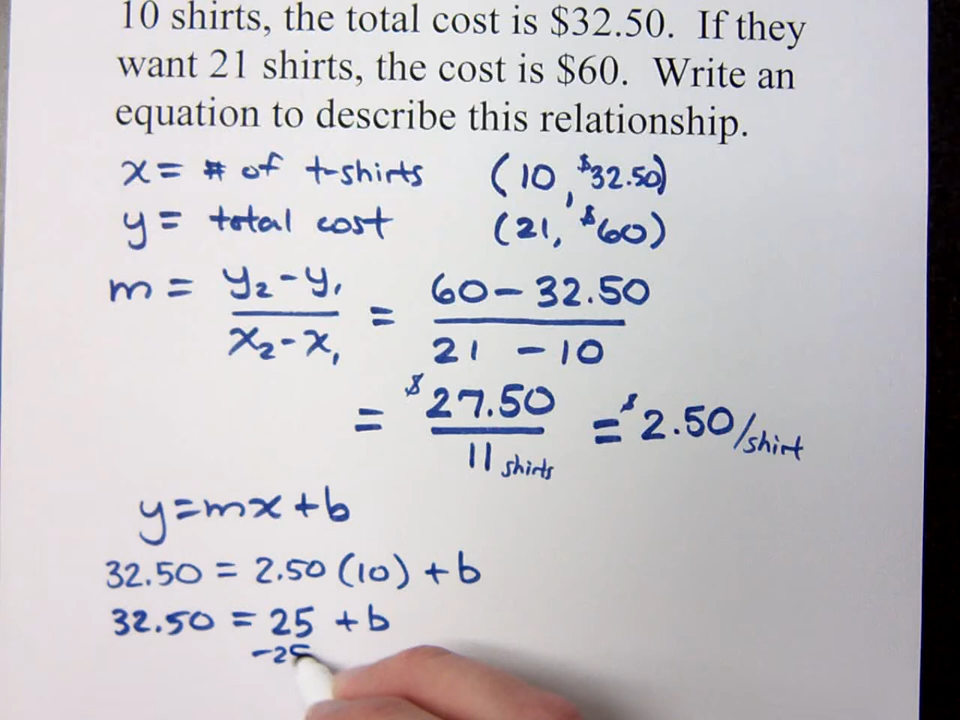 10 shirts, the total cost is $32.50. If they
want 21 shirts, the cost is $60. Write an
equation to describe this relationship.
x = # of t-shirts (10, $32.50)
y = total cost (21, $60)
m = y₂-y₁ / x₂-x₁ = 60-32.50 / 21-10
= $27.50 / 11 shirts = $2.50/shirt
y=mx+b
32.50 = 2.50(10)+b
32.50 = 25 +b
-25